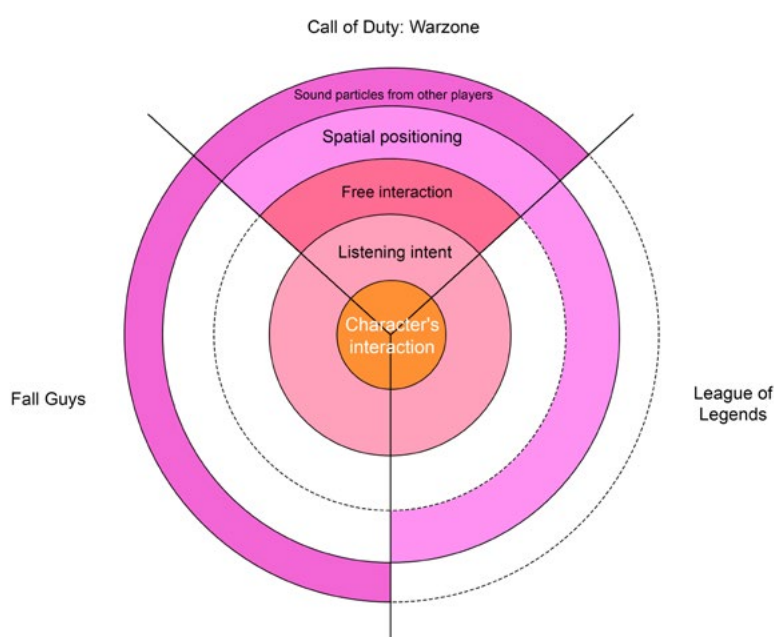 Call of Duty: Warzone
Sound particles from other players
Spatial positioning
Free interaction
Listening intent
Character's
interaction
Fall Guys
League of
Legends